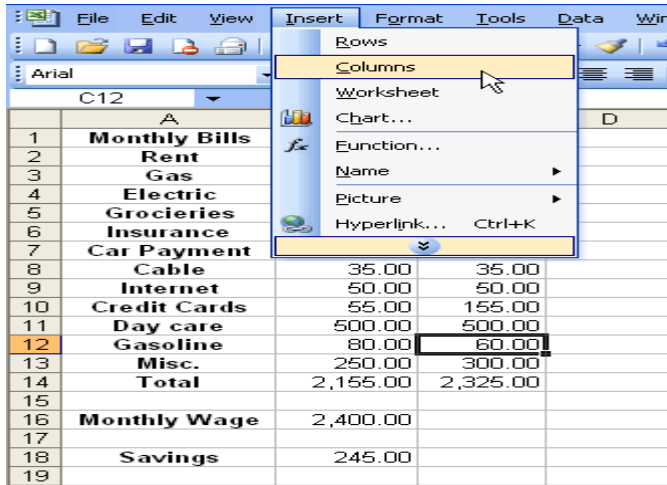 File Edit View Insert Format Tools Data Win
Arial
Rows
Columns
Worksheet
Chart...
Function...
Name
Picture
Hyperlink... Ctrl+K
C12
A D
1 Monthly Bills
2 Rent
3 Gas
4 Electric
5 Grocieries
6 Insurance
7 Car Payment
8 Cable 35.00 35.00
9 Internet 50.00 50.00
10 Credit Cards 55.00 155.00
11 Day care 500.00 500.00
12 Gasoline 80.00 60.00
13 Misc. 250.00 300.00
14 Total 2,155.00 2,325.00
15
16 Monthly Wage 2,400.00
17
18 Savings 245.00
19